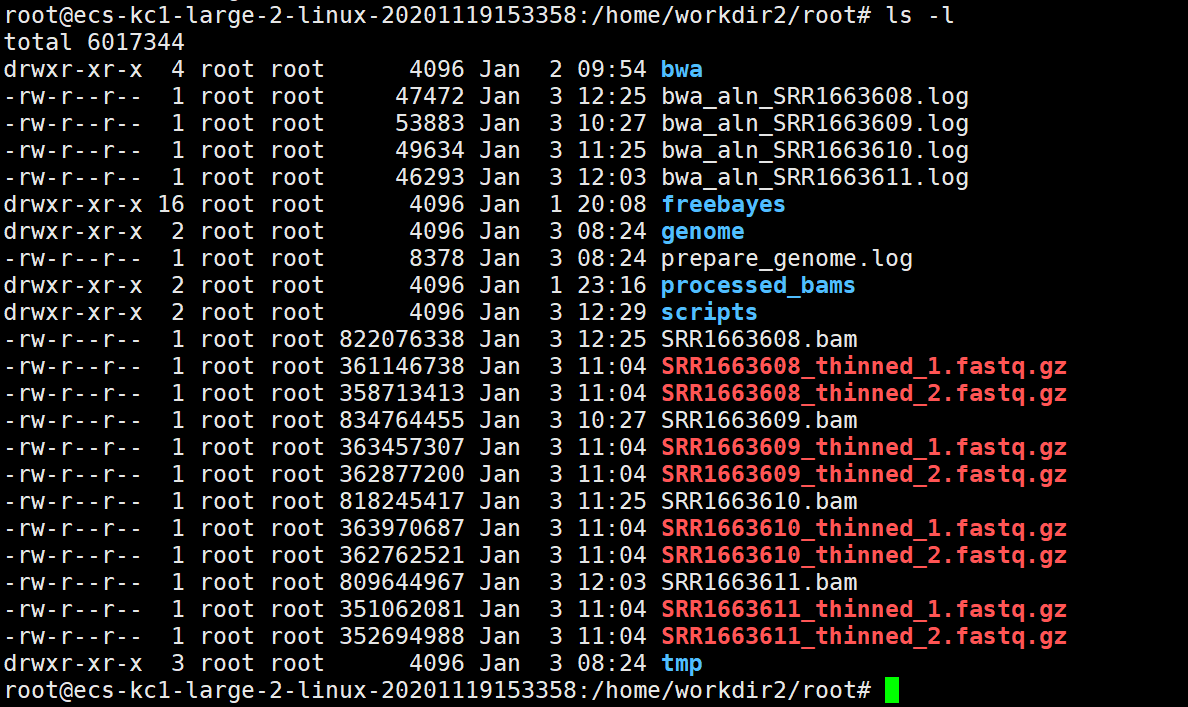 root@ecs-kc1-large-2-linux-20201119153358:/home/workdir2/root# ls -l
total 6017344
drwxr-xr-x  4 root root      4096 Jan  2 09:54 bwa
-rw-r--r--  1 root root     47472 Jan  3 12:25 bwa_aln_SRR1663608.log
-rw-r--r--  1 root root     53883 Jan  3 10:27 bwa_aln_SRR1663609.log
-rw-r--r--  1 root root     49634 Jan  3 11:25 bwa_aln_SRR1663610.log
-rw-r--r--  1 root root     46293 Jan  3 12:03 bwa_aln_SRR1663611.log
drwxr-xr-x 16 root root      4096 Jan  1 20:08 freebayes
drwxr-xr-x  2 root root      4096 Jan  3 08:24 genome
-rw-r--r--  1 root root      8378 Jan  3 08:24 prepare_genome.log
drwxr-xr-x  2 root root      4096 Jan  1 23:16 processed_bams
drwxr-xr-x  2 root root      4096 Jan  3 12:29 scripts
-rw-r--r--  1 root root 822076338 Jan  3 12:25 SRR1663608.bam
-rw-r--r--  1 root root 361146738 Jan  3 11:04 SRR1663608_thinned_1.fastq.gz
-rw-r--r--  1 root root 358713413 Jan  3 11:04 SRR1663608_thinned_2.fastq.gz
-rw-r--r--  1 root root 834764455 Jan  3 10:27 SRR1663609.bam
-rw-r--r--  1 root root 363457307 Jan  3 11:04 SRR1663609_thinned_1.fastq.gz
-rw-r--r--  1 root root 362877200 Jan  3 11:04 SRR1663609_thinned_2.fastq.gz
-rw-r--r--  1 root root 818245417 Jan  3 11:25 SRR1663610.bam
-rw-r--r--  1 root root 363970687 Jan  3 11:04 SRR1663610_thinned_1.fastq.gz
-rw-r--r--  1 root root 362762521 Jan  3 11:04 SRR1663610_thinned_2.fastq.gz
-rw-r--r--  1 root root 809644967 Jan  3 12:03 SRR1663611.bam
-rw-r--r--  1 root root 351062081 Jan  3 11:04 SRR1663611_thinned_1.fastq.gz
-rw-r--r--  1 root root 352694988 Jan  3 11:04 SRR1663611_thinned_2.fastq.gz
drwxr-xr-x  3 root root      4096 Jan  3 08:24 tmp
root@ecs-kc1-large-2-linux-20201119153358:/home/workdir2/root#